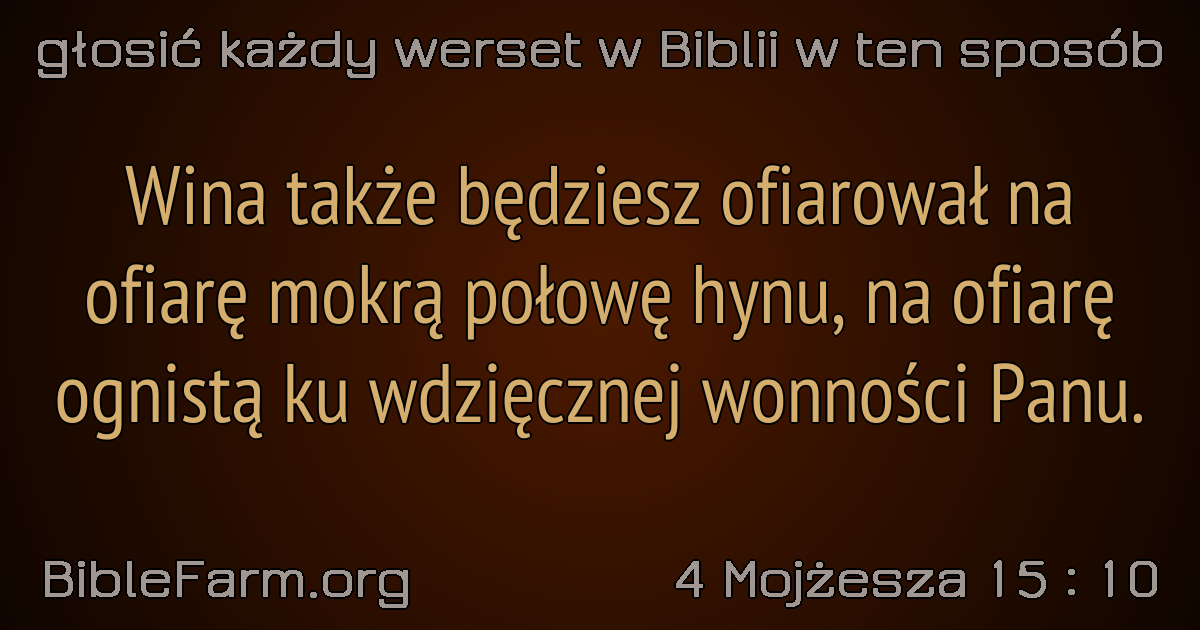 głosić każdy werset w Biblii w ten sposób
Wina także będziesz ofiarował na
ofiarę mokrą połowę hynu, na ofiarę
ognistą ku wdzięcznej wonności Panu.
BibleFarm.org
4 Mojżesza 15 : 10